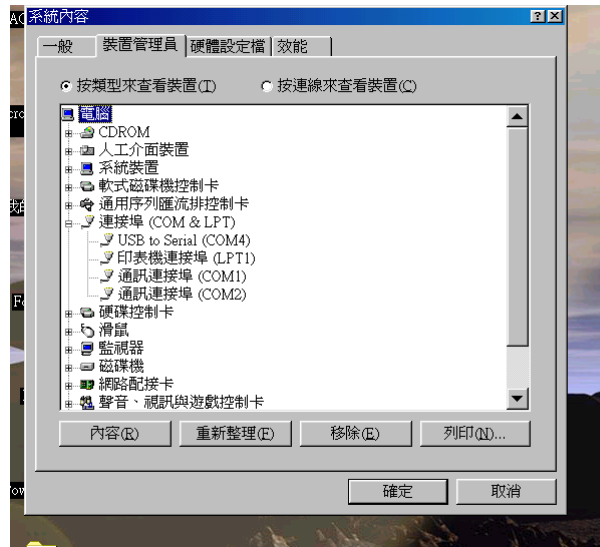 系統內容
一般 裝置管理員 硬體設定檔 效能
按類型來查看裝置(T) 按連線來查看裝置(C)
電腦
CDROM
人工介面裝置
系統裝置
軟式磁碟機控制卡
通用序列匯流排控制卡
連接埠 (COM & LPT)
USB to Serial (COM4)
印表機連接埠 (LPT1)
通訊連接埠 (COM1)
通訊連接埠 (COM2)
硬碟控制卡
滑鼠
監視器
磁碟機
網路配接卡
聲音、視訊與遊戲控制卡
內容(R) 重新整理(F) 移除(E) 列印(N)...
確定 取消